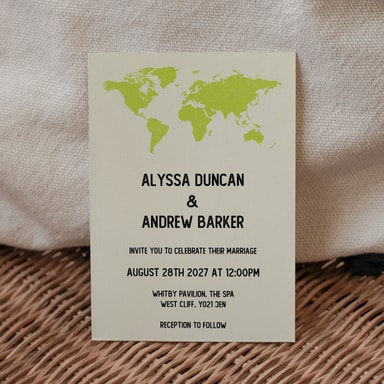 ALYSSA DUNCAN
&
ANDREW BARKER
INVITE YOU TO CELEBRATE THEIR MARRIAGE
AUGUST 28TH 2027 AT 12:00PM
WHITBY PAVILION, THE SPA
WEST CLIFF, YO21 3EN
RECEPTION TO FOLLOW